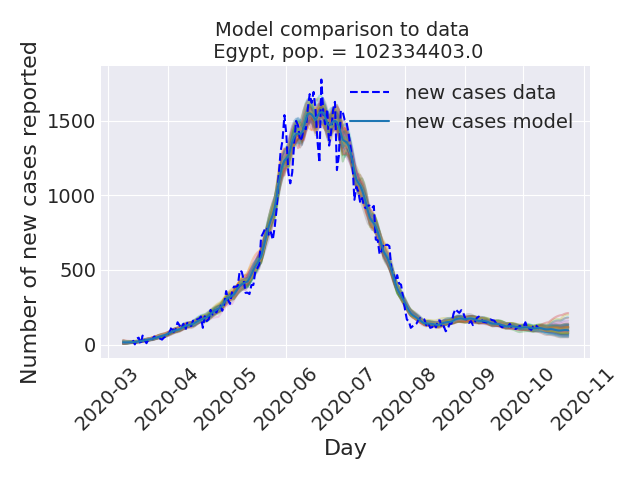 Model comparison to data
Egypt, pop. = 102334403.0
Number of new cases reported
1500
1000
500
0
new cases data
new cases model
2020-03
2020-04
2020-05
2020-06
2020-07
2020-08
2020-09
2020-10
2020-11
Day